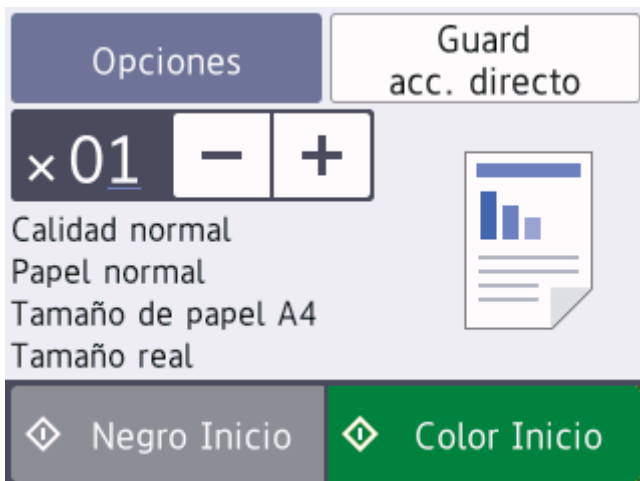 Opciones
Guard
acc. directo
×01
− +
Calidad normal
Papel normal
Tamaño de papel A4
Tamaño real
Negro Inicio
Color Inicio